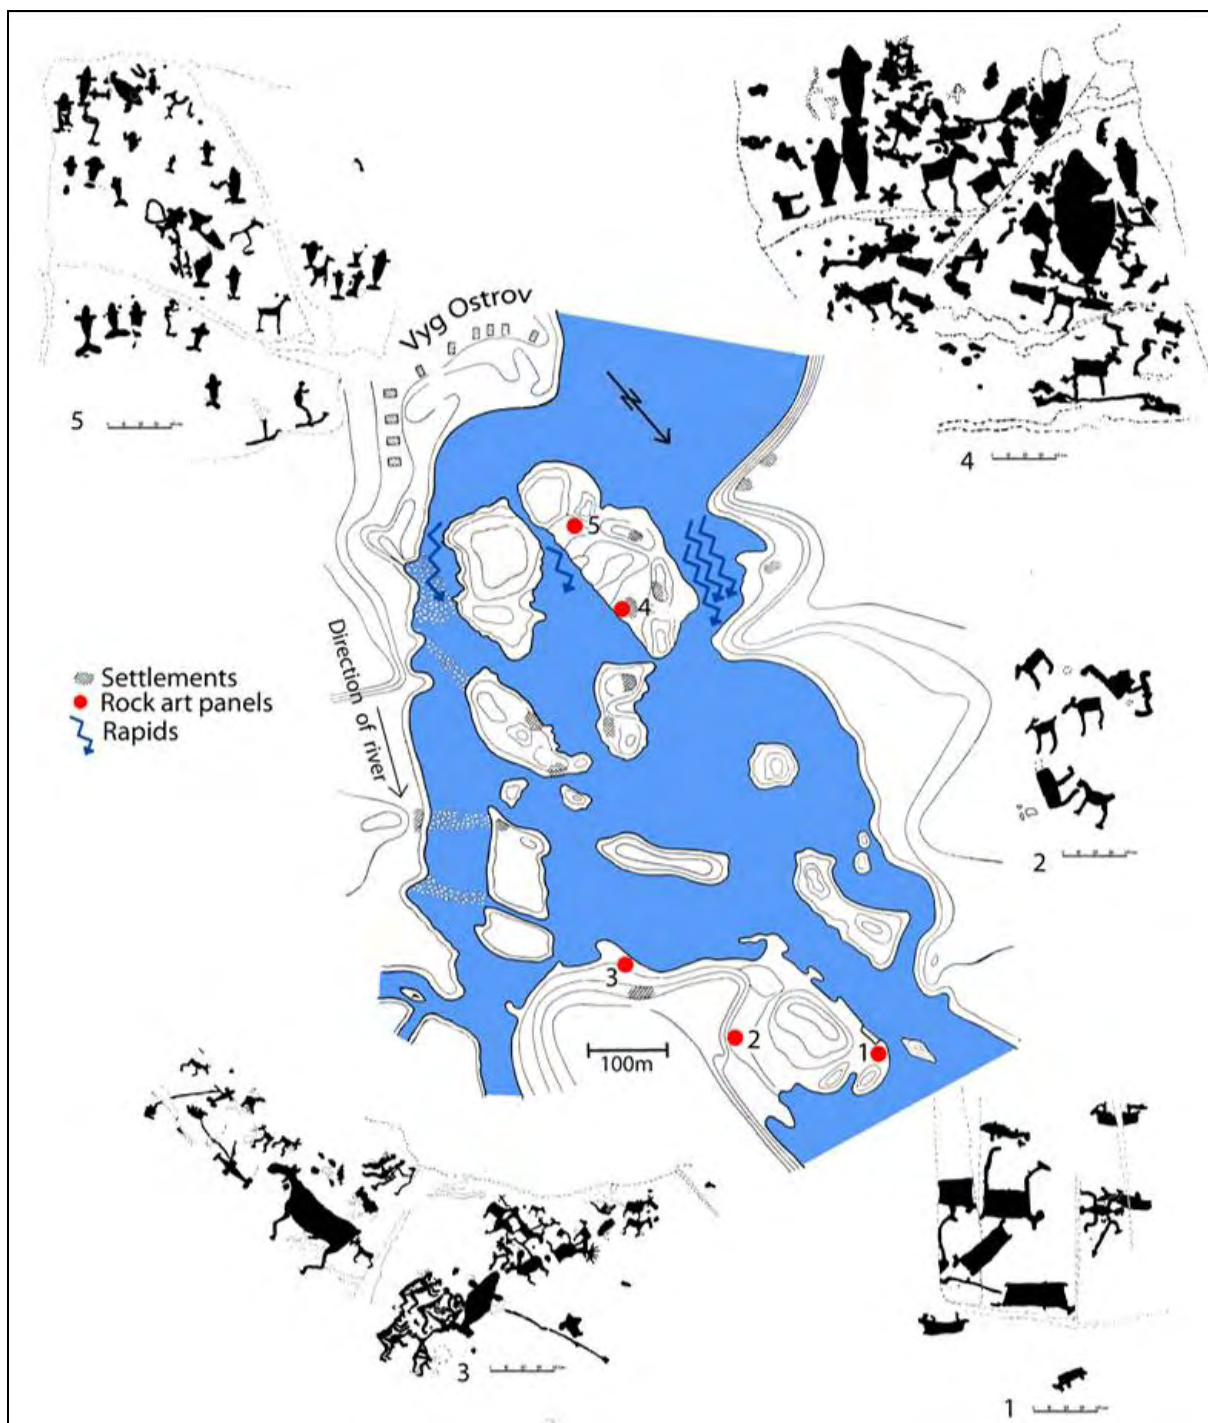 Vyg Ostrov
5
4
5
4
Settlements
Rock art panels
Rapids
Direction of river
2
3
2
1
100m
3
1